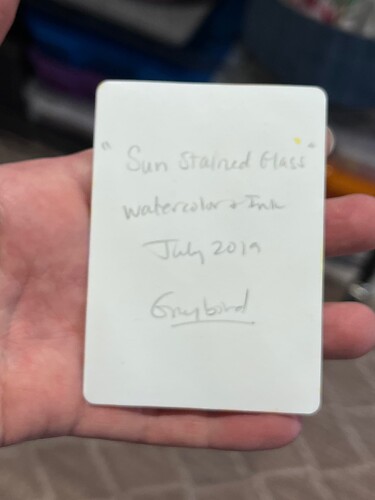 "Sun Stained Glass"
Watercolor + Ink
July 2019
Greybird